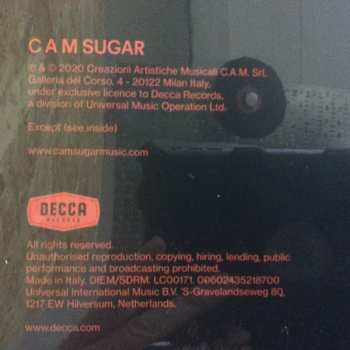 CAM SUGAR
℗ & © 2020 Creazioni Artistiche Musicali C.A.M. Srl.
Galleria del Corso, 4 - 20122 Milan Italy,
under exclusive licence to Decca Records,
a division of Universal Music Operation Ltd.
Except (see inside)
www.camsugarmusic.com
DECCA
RECORDS
All rights reserved.
Unauthorised reproduction, copying, hiring, lending, public
performance and broadcasting prohibited.
Made in Italy. DIEM/SDRM. LC00171. 00602435218700
Universal International Music B.V. 'S-Gravelandseweg 80,
1217 EW Hilversum, Netherlands.
www.decca.com